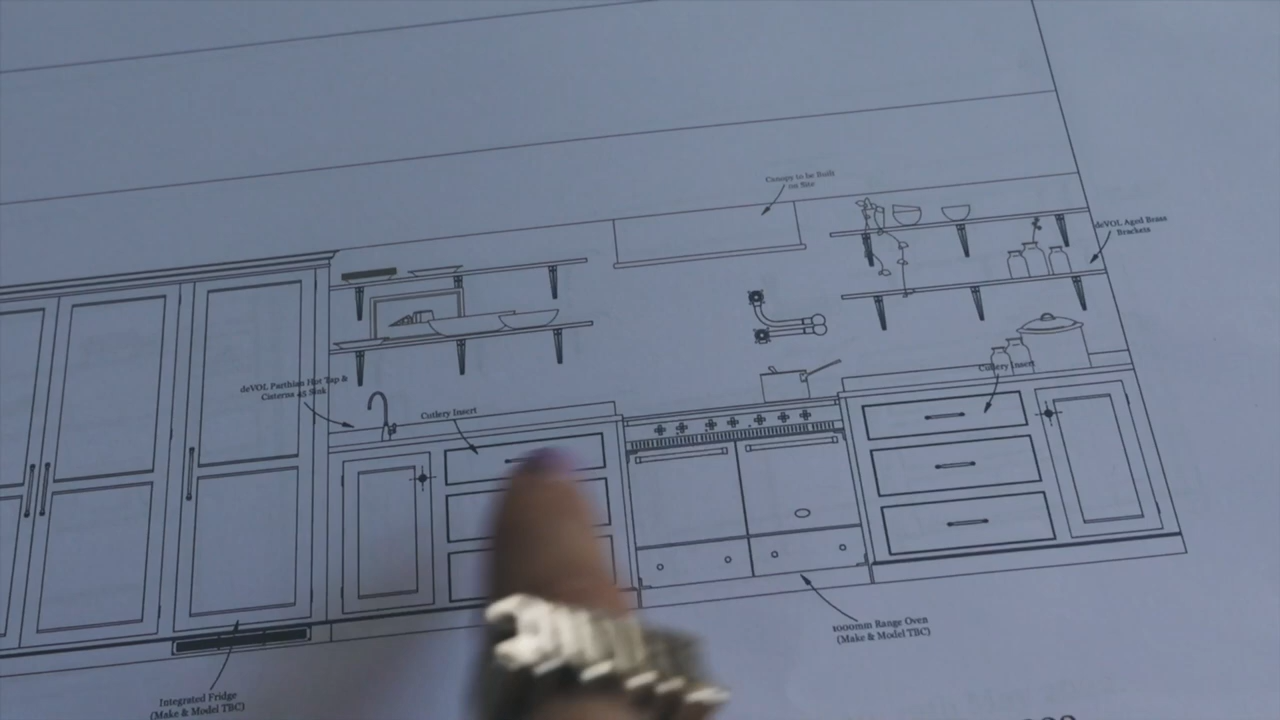 Canopy to be Built
on Site
deVOL Aged Brass
Brackets
deVOL Parthian Hot Tap &
Cisterna 45 Sink
Cutlery Insert
Cutlery Insert
1000mm Range Oven
(Make & Model TBC)
Integrated Fridge
(Make & Model TBC)